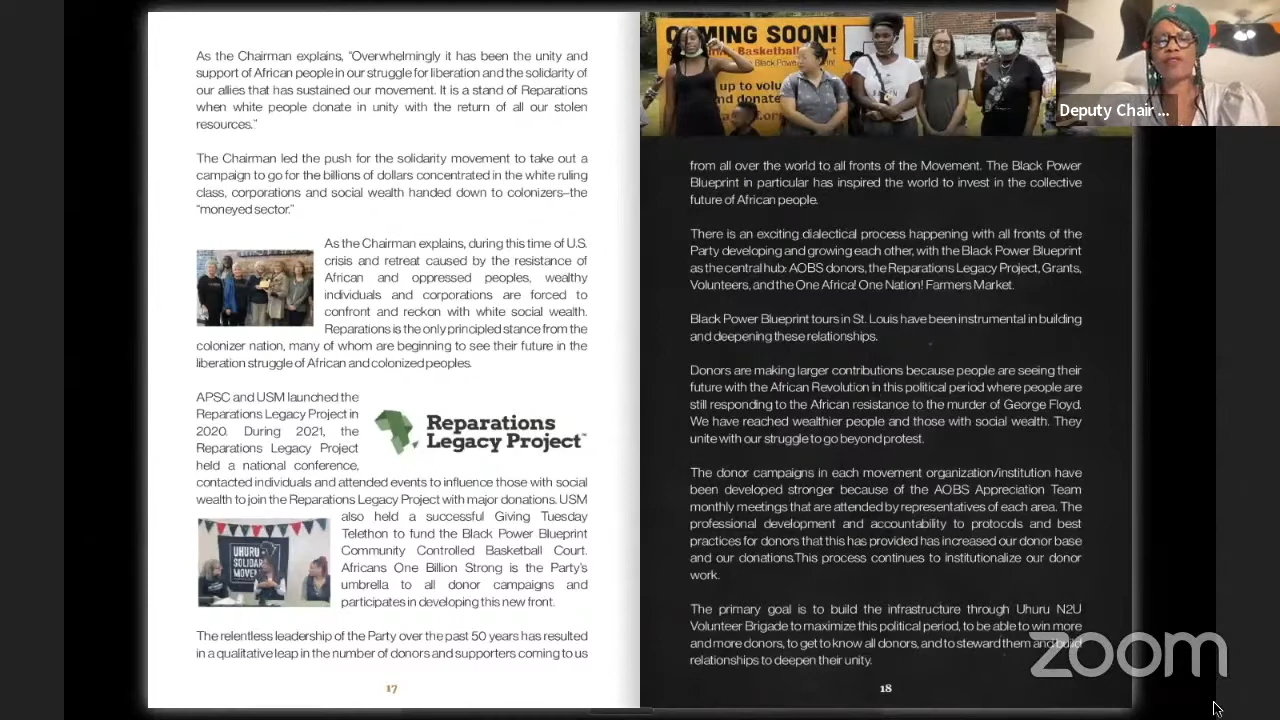 As the Chairman explains, “Overwhelmingly it has been the unity and
support of African people in our struggle for liberation and the solidarity of
our allies that has sustained our movement. It is a stand of Reparations
when white people donate in unity with the return of all our stolen
resources.”
The Chairman led the push for the solidarity movement to take out a
campaign to go for the billions of dollars concentrated in the white ruling
class, corporations and social wealth handed down to colonizers–the
“moneyed sector.”
As the Chairman explains, during this time of U.S.
crisis and retreat caused by the resistance of
African and oppressed peoples, wealthy
individuals and corporations are forced to
confront and reckon with white social wealth.
Reparations is the only principled stance from the
colonizer nation, many of whom are beginning to see their future in the
liberation struggle of African and colonized peoples.
APSC and USM launched the
Reparations Legacy Project in
2020. During 2021, the
Reparations Legacy Project
held a national conference,
Reparations
Legacy Project™
contacted individuals and attended events to influence those with social
wealth to join the Reparations Legacy Project with major donations. USM
also held a successful Giving Tuesday
Telethon to fund the Black Power Blueprint
Community Controlled Basketball Court.
Africans One Billion Strong is the Party’s
umbrella to all donor campaigns and
participates in developing this new front.
UHURU
SOLIDAR
MOVEM
The relentless leadership of the Party over the past 50 years has resulted
in a qualitative leap in the number of donors and supporters coming to us
17
COMING SOON!
Basketball
Black Pow
up to volu
and donate
Deputy Chair ...
from all over the world to all fronts of the Movement. The Black Power
Blueprint in particular has inspired the world to invest in the collective
future of African people.
There is an exciting dialectical process happening with all fronts of the
Party developing and growing each other, with the Black Power Blueprint
as the central hub: AOBS donors, the Reparations Legacy Project, Grants,
Volunteers, and the One Africa! One Nation! Farmers Market.
Black Power Blueprint tours in St. Louis have been instrumental in building
and deepening these relationships.
Donors are making larger contributions because people are seeing their
future with the African Revolution in this political period where people are
still responding to the African resistance to the murder of George Floyd.
We have reached wealthier people and those with social wealth. They
unite with our struggle to go beyond protest.
The donor campaigns in each movement organization/institution have
been developed stronger because of the AOBS Appreciation Team
monthly meetings that are attended by representatives of each area. The
professional development and accountability to protocols and best
practices for donors that this has provided has increased our donor base
and our donations.This process continues to institutionalize our donor
work.
The primary goal is to build the infrastructure through Uhuru N2U
Volunteer Brigade to maximize this political period, to be able to win more
and more donors, to get to know all donors, and to steward them and build
relationships to deepen their unity.
18
zoom